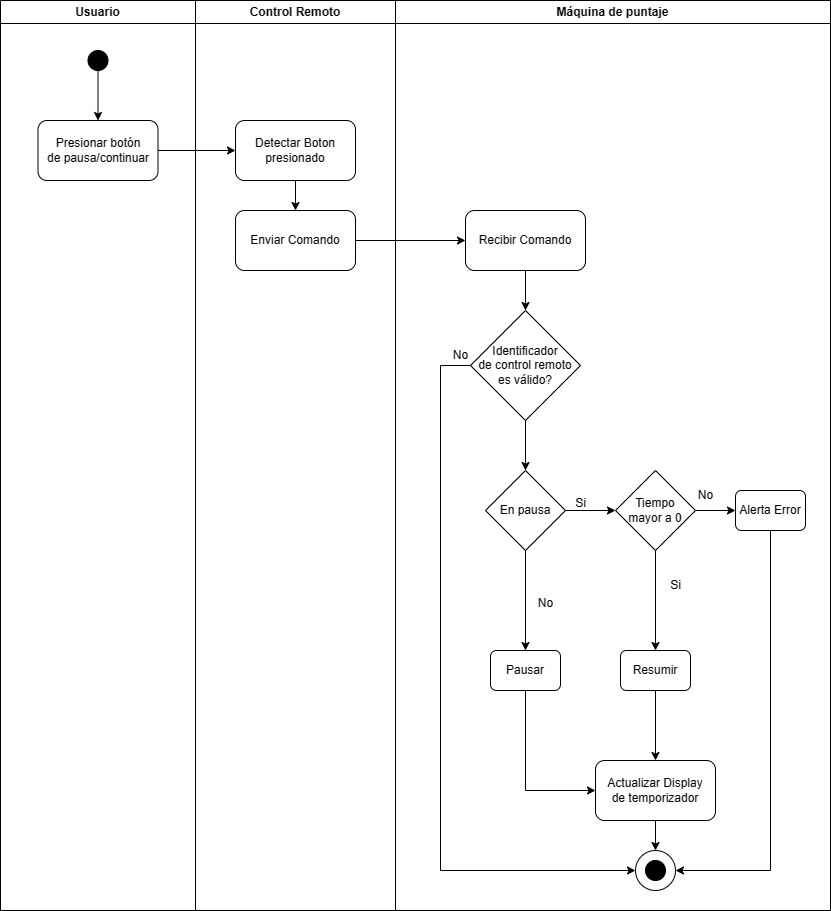 Usuario
Control Remoto
Máquina de puntaje
Presionar botón
de pausa/continuar
Detectar Boton
presionado
Enviar Comando
Recibir Comando
Identificador
de control remoto
es válido?
No
En pausa
Si
Tiempo
mayor a 0
No
Alerta Error
No
Si
Pausar
Resumir
Actualizar Display
de temporizador